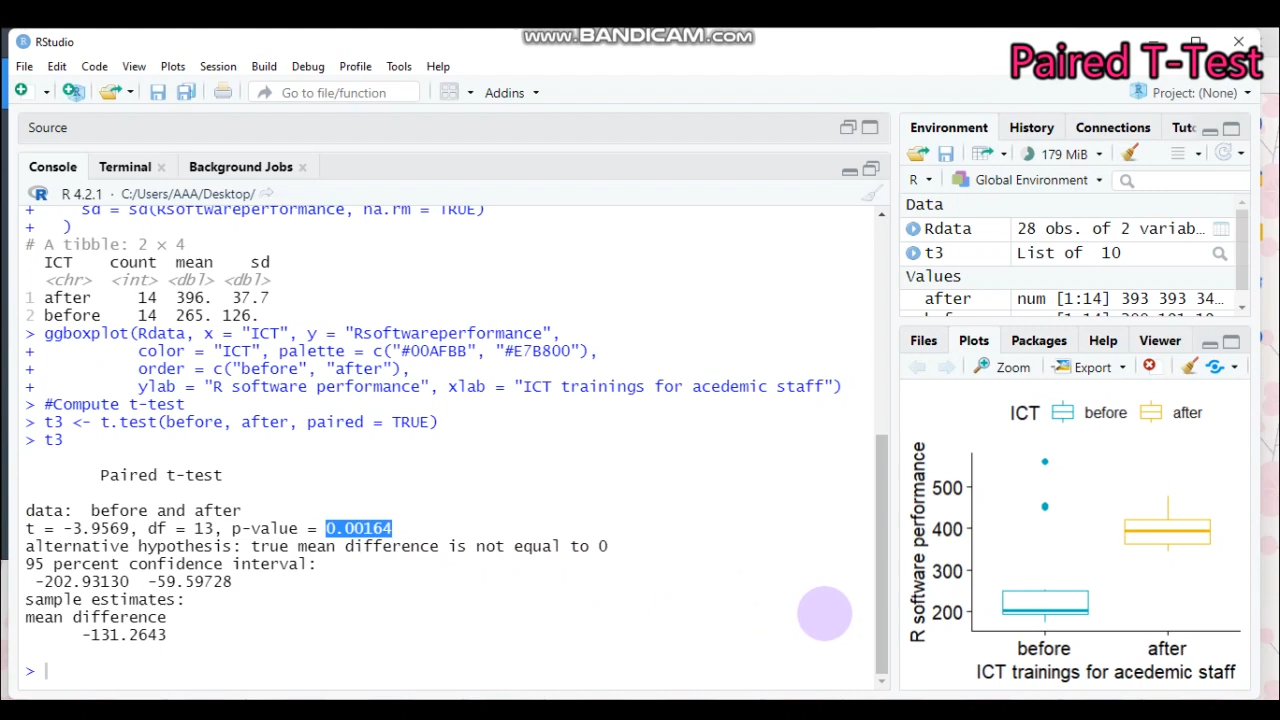 www.BANDICAM.com
RStudio
Paired T-Test
File Edit Code View Plots Session Build Debug Profile Tools Help
Go to file/function
Addins
Project: (None)
Source
Console Terminal Background Jobs
R 4.2.1 · C:/Users/AAA/Desktop/
+ sd = sd(Rsoftwareperformance, na.rm = TRUE)
+ )
# A tibble: 2 × 4
ICT count mean sd
<chr> <int> <dbl> <dbl>
1 after 14 396. 37.7
2 before 14 265. 126.
> ggboxplot(Rdata, x = "ICT", y = "Rsoftwareperformance",
+ color = "ICT", palette = c("#00AFBB", "#E7B800"),
+ order = c("before", "after"),
+ ylab = "R software performance", xlab = "ICT trainings for acedemic staff")
> #Compute t-test
> t3 <- t.test(before, after, paired = TRUE)
> t3
Paired t-test
data: before and after
t = -3.9569, df = 13, p-value = 0.00164
alternative hypothesis: true mean difference is not equal to 0
95 percent confidence interval:
-202.93130 -59.59728
sample estimates:
mean difference
-131.2643
>
Environment History Connections Tut
179 MiB
R Global Environment
Data
Rdata 28 obs. of 2 variab…
t3 List of 10
Values
after num [1:14] 393 393 34…
Files Plots Packages Help Viewer
Zoom Export
ICT before after
R software performance
500
400
300
200
before after
ICT trainings for acedemic staff